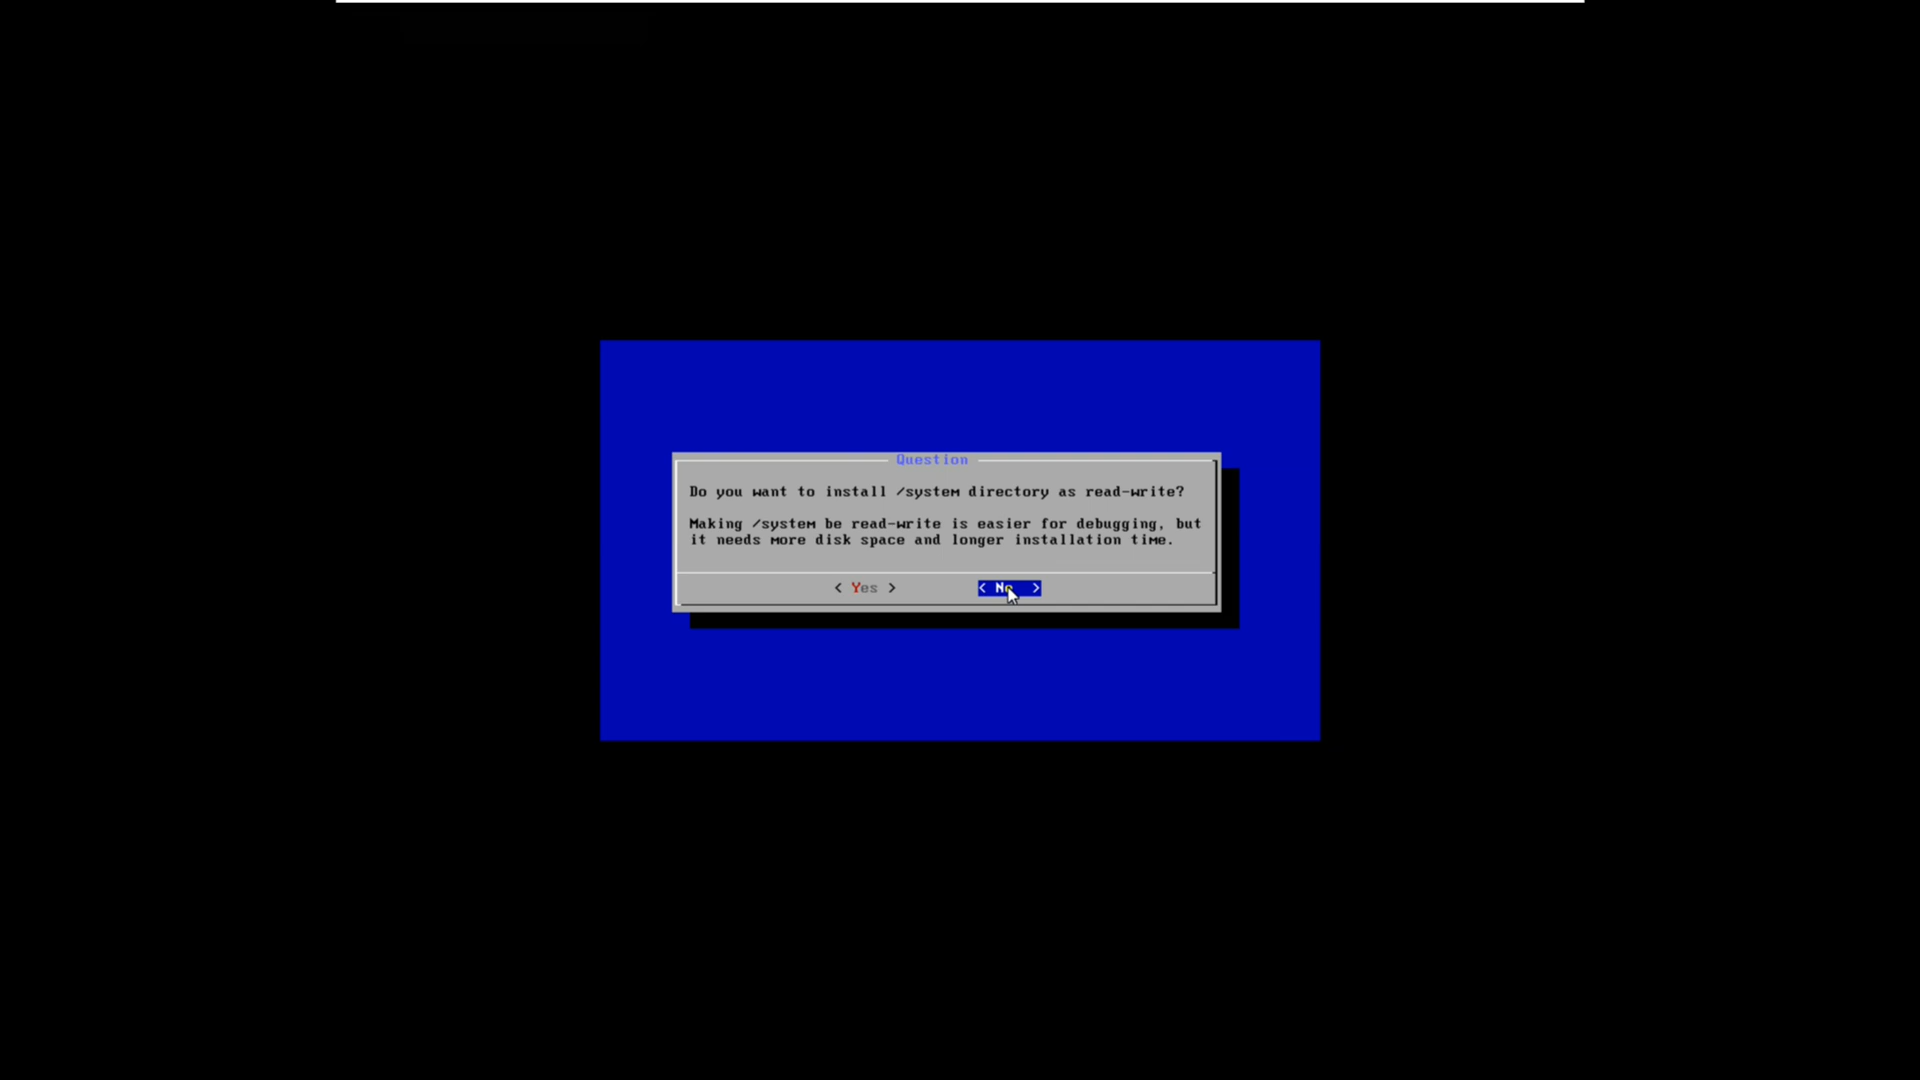 Question
Do you want to install /system directory as read-write?
Making /system be read-write is easier for debugging, but
it needs more disk space and longer installation time.
< Yes > < No >